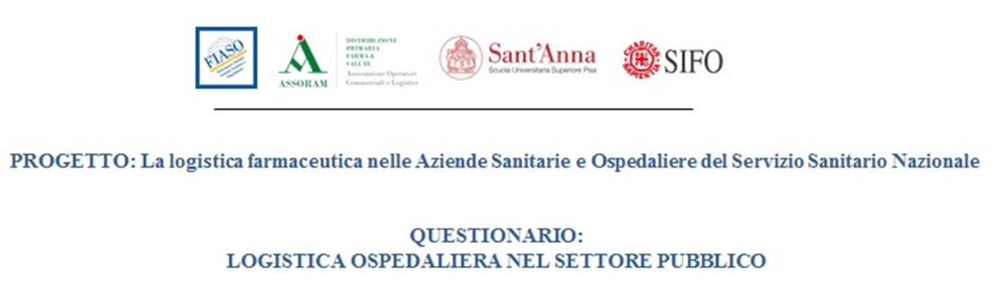 FIASO
ASSORAM
DISTRIBUZIONE
PRIMARIA
FARMA &
SALUTE
Associazione Operatori
Commerciali e Logistici
Sant'Anna
Scuola Universitaria Superiore Pisa
SIFO
PROGETTO: La logistica farmaceutica nelle Aziende Sanitarie e Ospedaliere del Servizio Sanitario Nazionale
QUESTIONARIO:
LOGISTICA OSPEDALIERA NEL SETTORE PUBBLICO